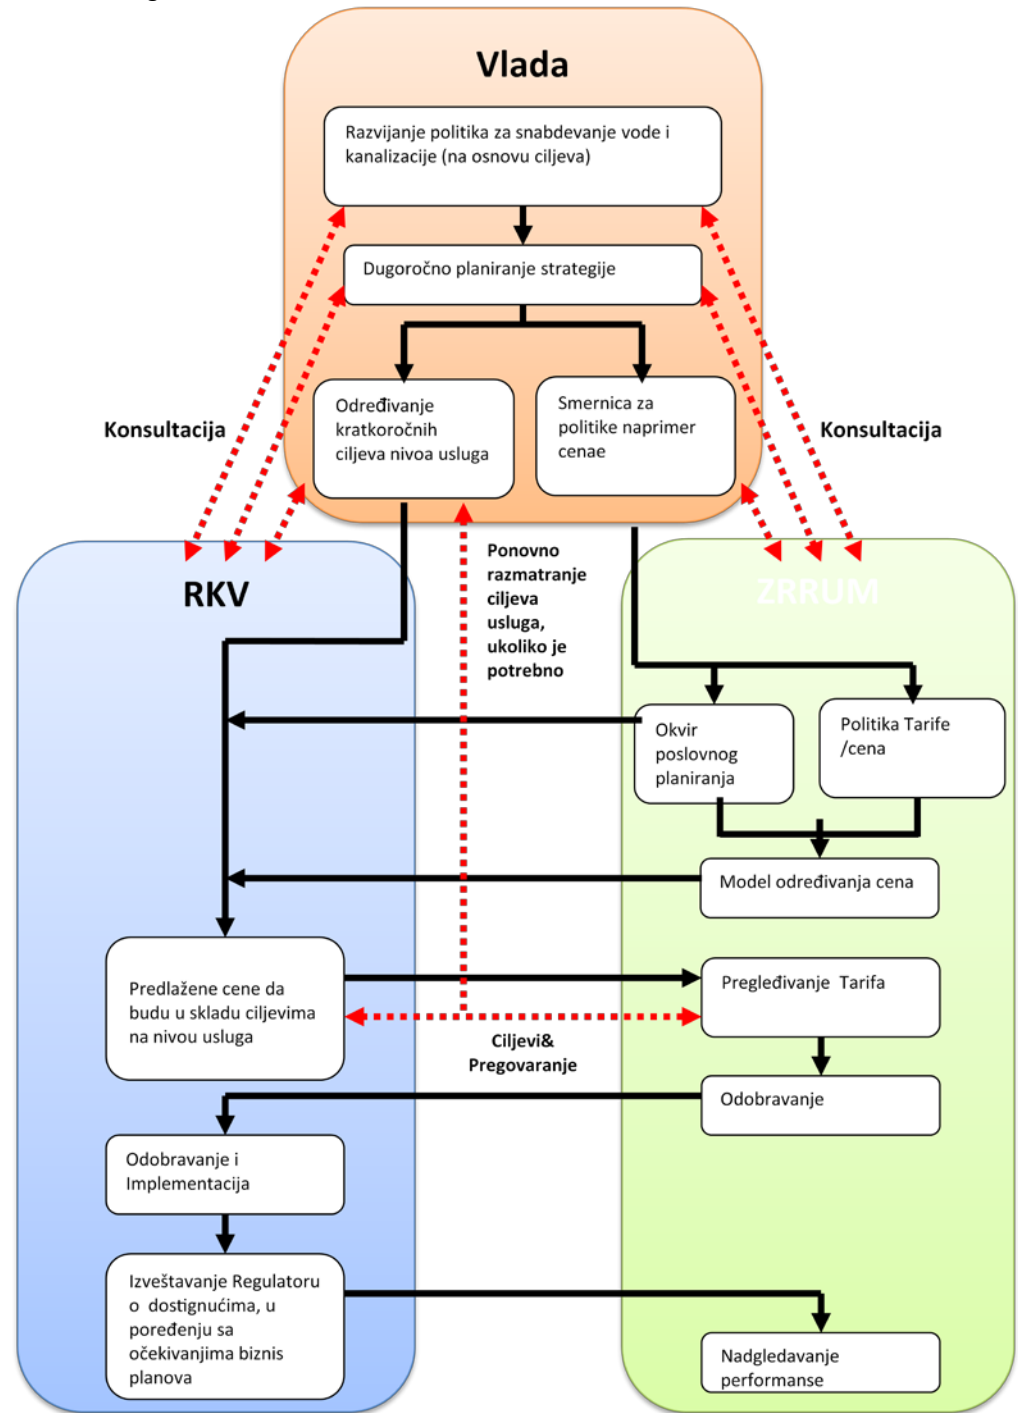 Vlada
Razvijanje politika za snabdevanje vode i
kanalizacije (na osnovu ciljeva)
Dugoročno planiranje strategije
Određivanje
kratkoročnih
ciljeva nivoa usluga
Smernica za
politike naprimer
cenae
Konsultacija
Konsultacija
RKV
Ponovno
razmatranje
ciljeva
usluga,
ukoliko je
potrebno
ZRRUM
Okvir
poslovnog
planiranja
Politika Tarife
/cena
Model određivanja cena
Predlažene cene da
budu u skladu ciljevima
na nivou usluga
Pregleđivanje Tarifa
Ciljevi&
Pregovaranje
Odobravanje
Odobravanje i
Implementacija
Izveštavanje Regulatoru
o dostignućima, u
poređenju sa
očekivanjima biznis
planova
Nadgledavanje
performanse